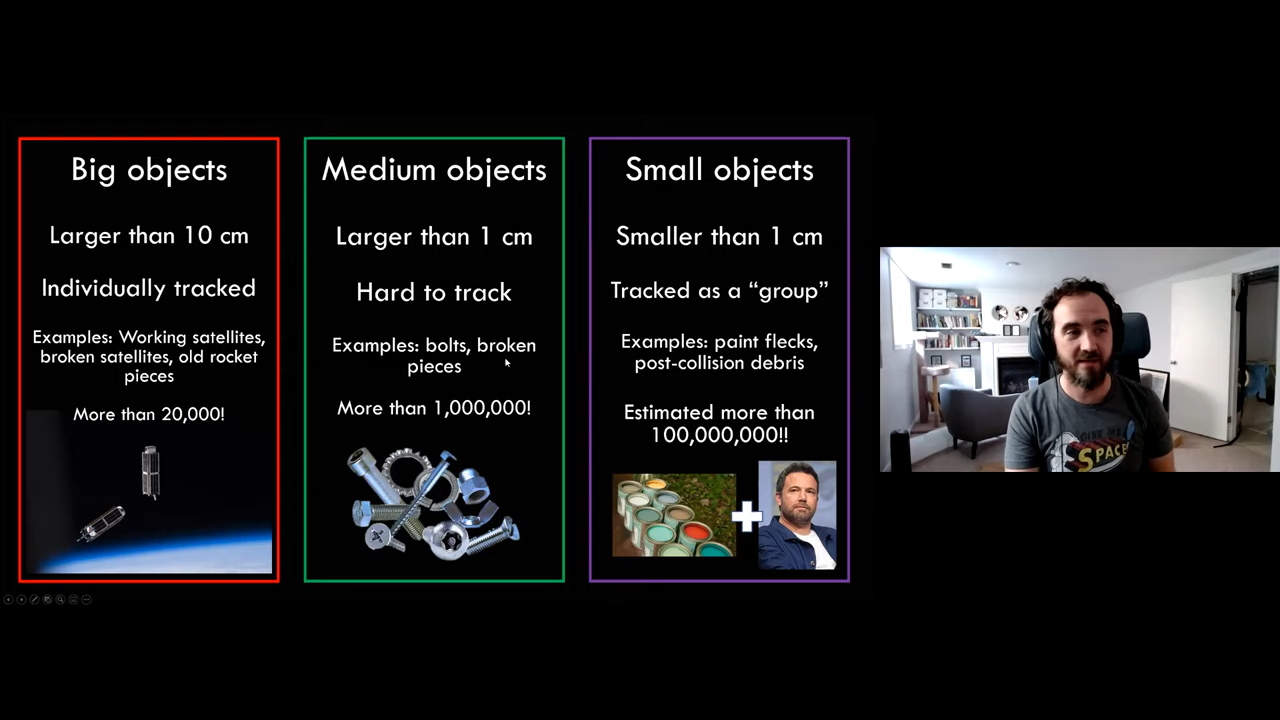 Big objects
Larger than 10 cm
Individually tracked
Examples: Working satellites,
broken satellites, old rocket
pieces
More than 20,000!
Medium objects
Larger than 1 cm
Hard to track
Examples: bolts, broken
pieces
More than 1,000,000!
Small objects
Smaller than 1 cm
Tracked as a “group”
Examples: paint flecks,
post-collision debris
Estimated more than
100,000,000!!
GIVE ME
SPACE